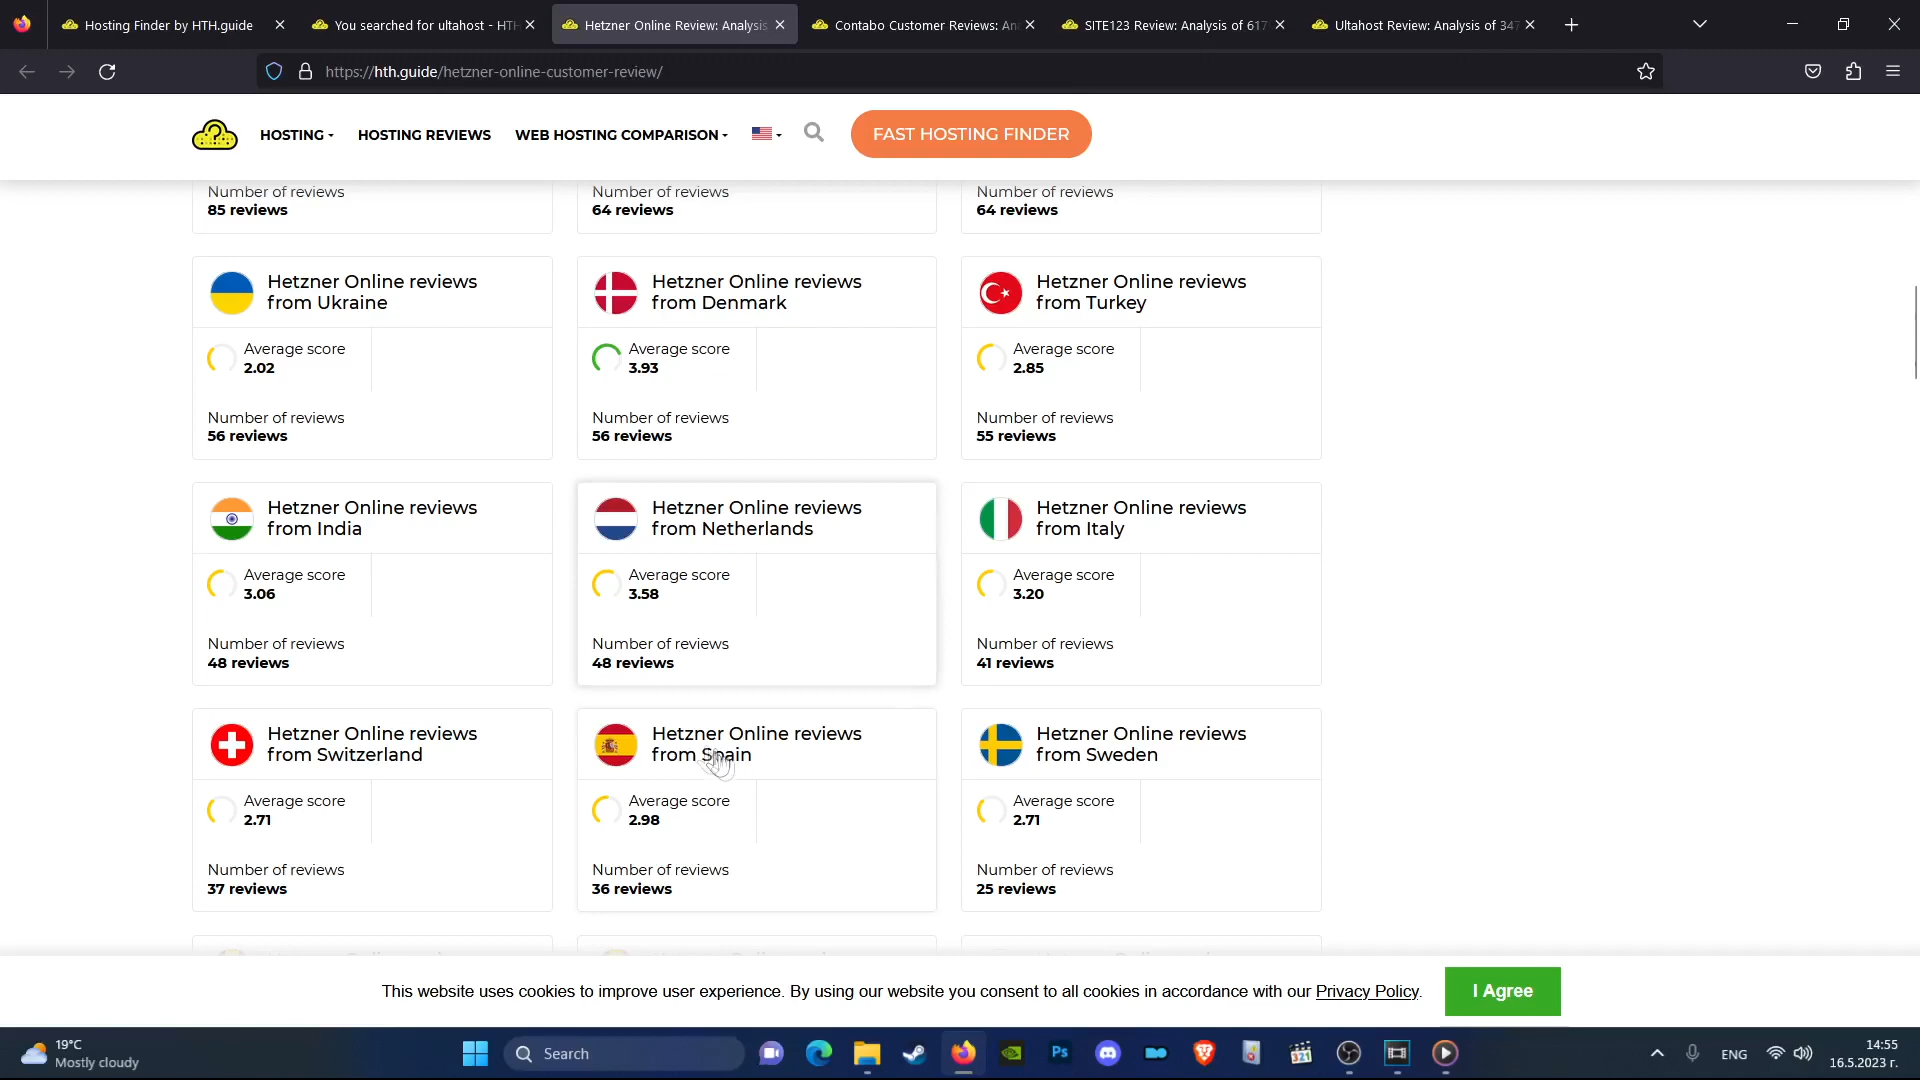 Hosting Finder by HTH.guide
You searched for ultahost - HTH
Hetzner Online Review: Analysis
Contabo Customer Reviews: An
SITE123 Review: Analysis of 617
Ultahost Review: Analysis of 347
https://hth.guide/hetzner-online-customer-review/
HOSTING
HOSTING REVIEWS
WEB HOSTING COMPARISON
FAST HOSTING FINDER
Number of reviews
85 reviews
Number of reviews
64 reviews
Number of reviews
64 reviews
Hetzner Online reviews
from Ukraine
Average score
2.02
Number of reviews
56 reviews
Hetzner Online reviews
from Denmark
Average score
3.93
Number of reviews
56 reviews
Hetzner Online reviews
from Turkey
Average score
2.85
Number of reviews
55 reviews
Hetzner Online reviews
from India
Average score
3.06
Number of reviews
48 reviews
Hetzner Online reviews
from Netherlands
Average score
3.58
Number of reviews
48 reviews
Hetzner Online reviews
from Italy
Average score
3.20
Number of reviews
41 reviews
Hetzner Online reviews
from Switzerland
Average score
2.71
Number of reviews
37 reviews
Hetzner Online reviews
from Spain
Average score
2.98
Number of reviews
36 reviews
Hetzner Online reviews
from Sweden
Average score
2.71
Number of reviews
25 reviews
This website uses cookies to improve user experience. By using our website you consent to all cookies in accordance with our Privacy Policy.
I Agree
19°C
Mostly cloudy
Search
Ps
321
ENG
14:55
16.5.2023 г.